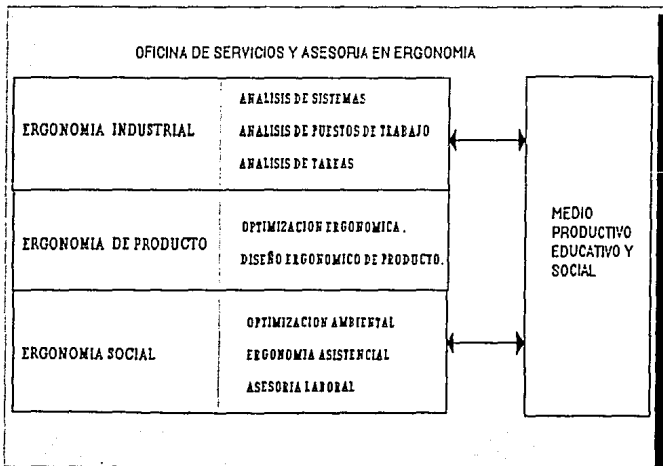 OFICINA DE SERVICIOS Y ASESORIA EN ERGONOMIA
ERGONOMIA INDUSTRIAL
ANALISIS DE SISTEMAS
ANALISIS DE PUESTOS DE TRABAJO
ANALISIS DE TAREAS
ERGONOMIA DE PRODUCTO
OPTIMIZACION ERGONOMICA.
DISEÑO ERGONOMICO DE PRODUCTO.
ERGONOMIA SOCIAL
OPTIMIZACION AMBIENTAL
ERGONOMIA ASISTENCIAL
ASESORIA LABORAL
MEDIO
PRODUCTIVO
EDUCATIVO Y
SOCIAL